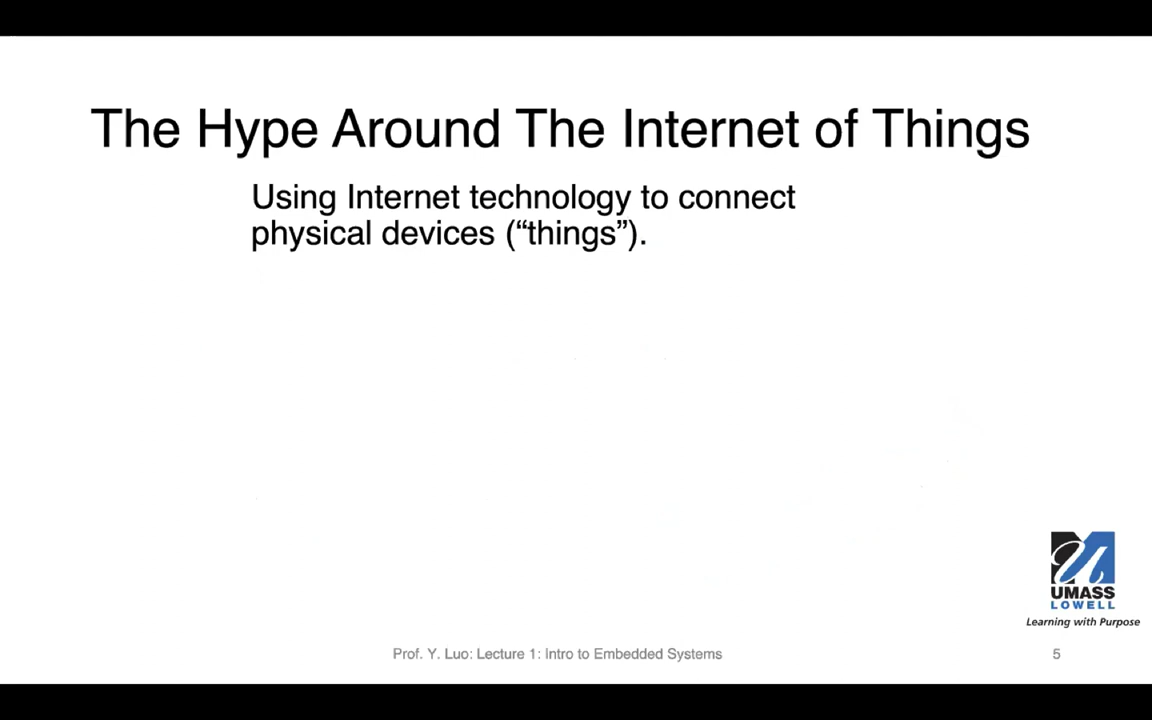 The Hype Around The Internet of Things
Using Internet technology to connect
physical devices (“things”).
UMASS
LOWELL
Learning with Purpose
Prof. Y. Luo: Lecture 1: Intro to Embedded Systems
5